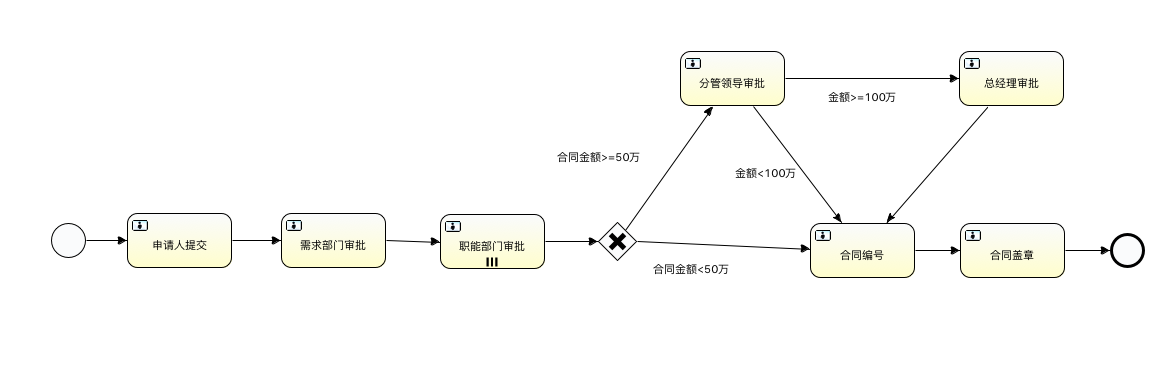 分管领导审批
总经理审批
金额>=100万
合同金额>=50万
金额<100万
申请人提交
需求部门审批
职能部门审批
合同编号
合同盖章
合同金额<50万